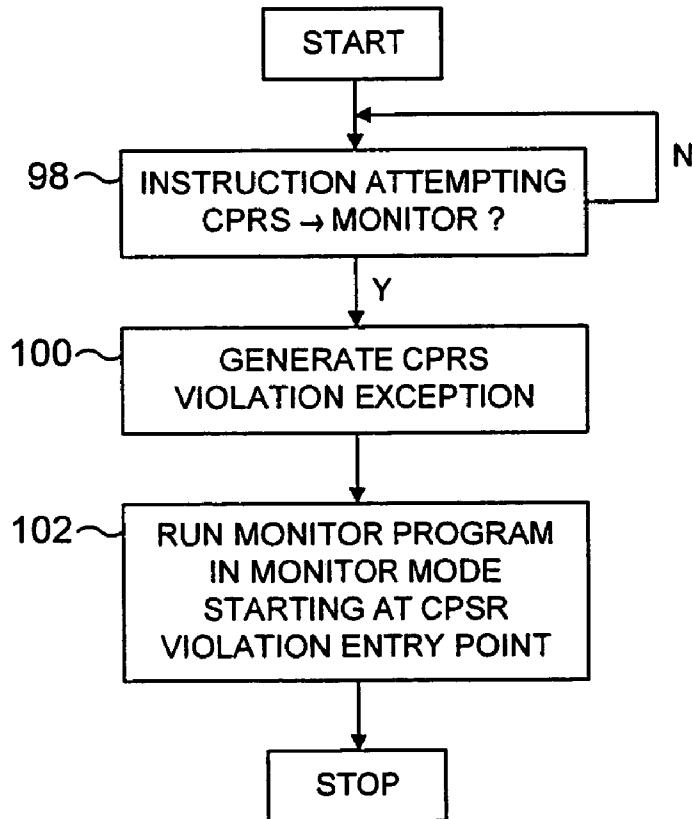 START
98
INSTRUCTION ATTEMPTING
CPRS → MONITOR ?
N
Y
100
GENERATE CPRS
VIOLATION EXCEPTION
102
RUN MONITOR PROGRAM
IN MONITOR MODE
STARTING AT CPSR
VIOLATION ENTRY POINT
STOP